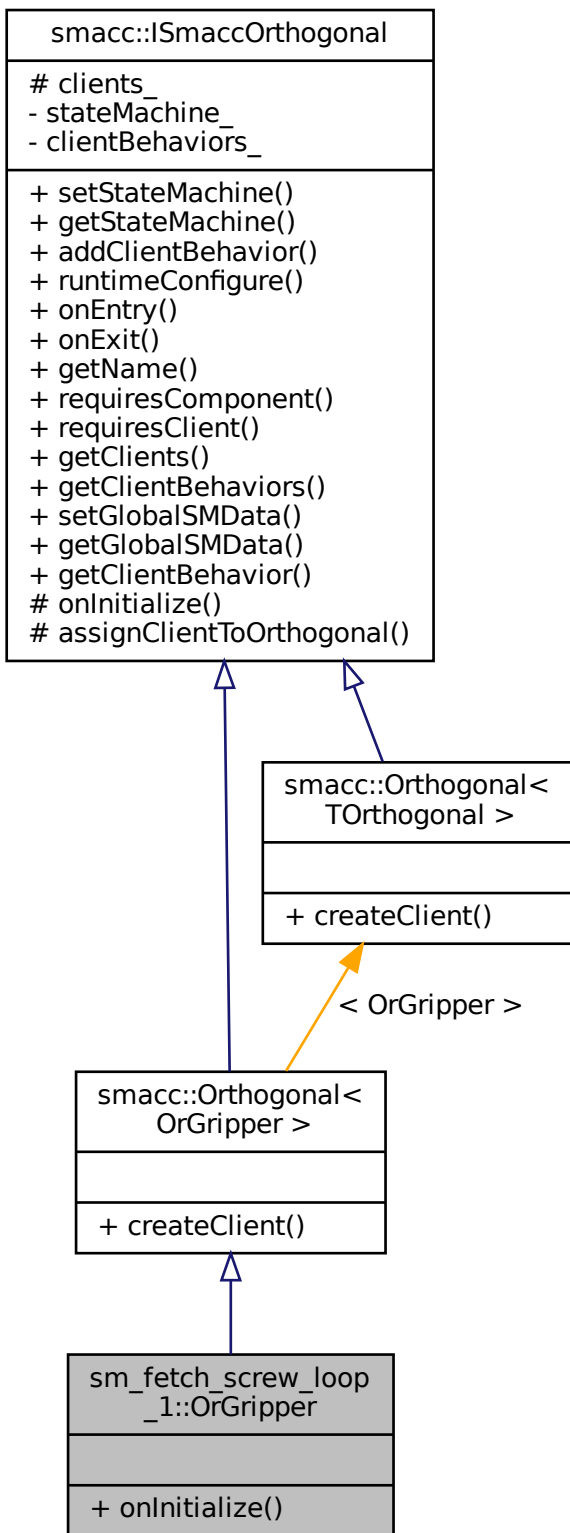 smacc::ISmaccOrthogonal
# clients_
- stateMachine_
- clientBehaviors_
+ setStateMachine()
+ getStateMachine()
+ addClientBehavior()
+ runtimeConfigure()
+ onEntry()
+ onExit()
+ getName()
+ requiresComponent()
+ requiresClient()
+ getClients()
+ getClientBehaviors()
+ setGlobalSMData()
+ getGlobalSMData()
+ getClientBehavior()
# onInitialize()
# assignClientToOrthogonal()
smacc::Orthogonal<
TOrthogonal >
+ createClient()
< OrGripper >
smacc::Orthogonal<
OrGripper >
+ createClient()
sm_fetch_screw_loop
_1::OrGripper
+ onInitialize()